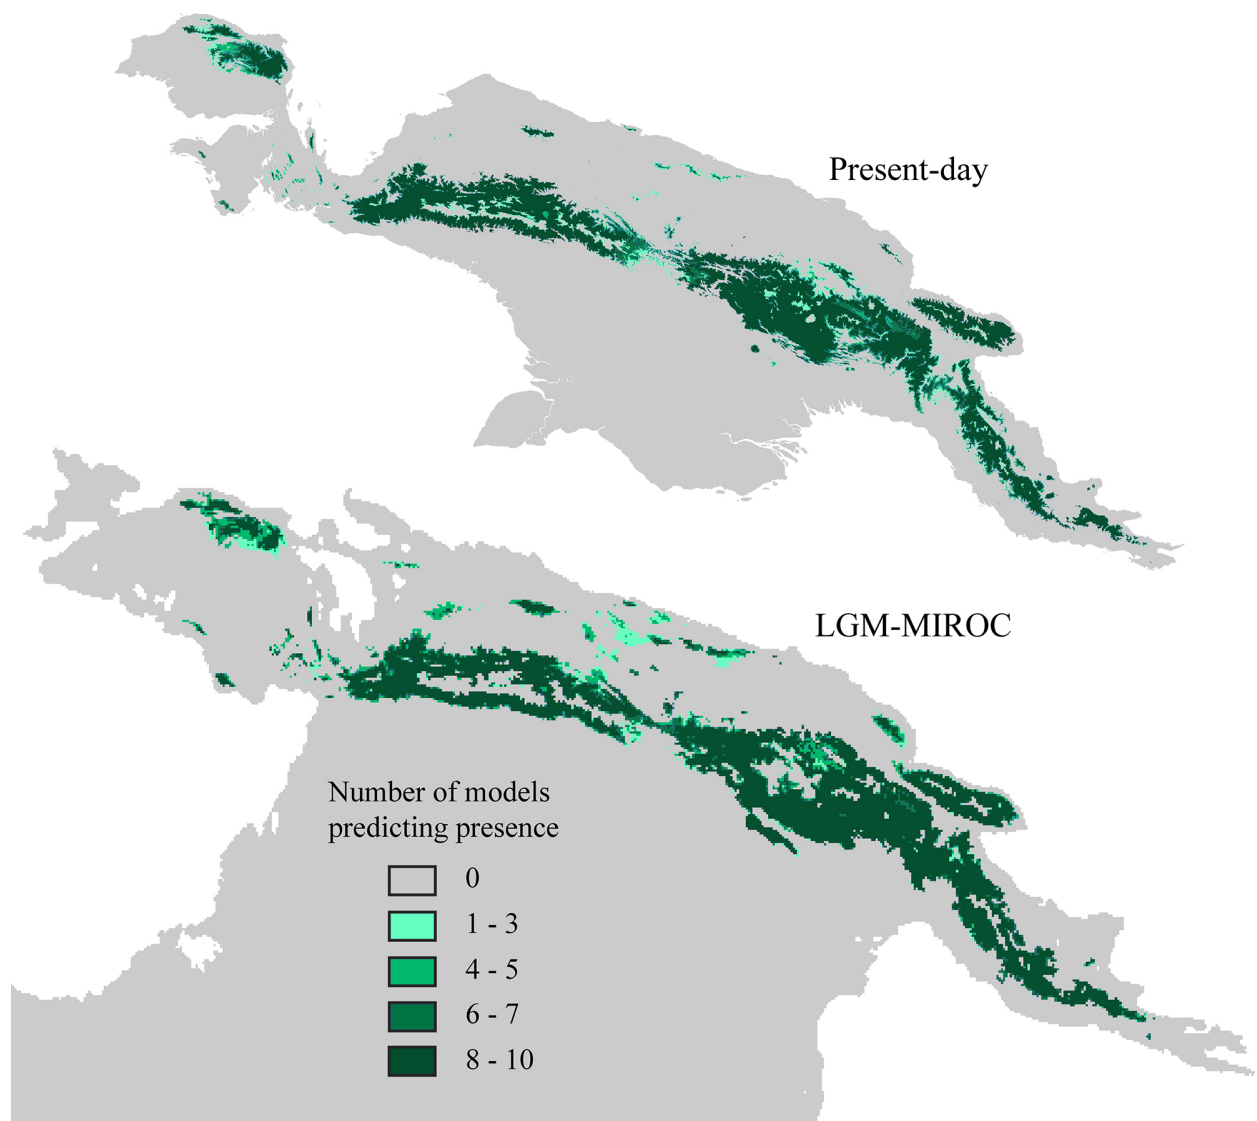 Present-day
LGM-MIROC
Number of models
predicting presence
0
1 - 3
4 - 5
6 - 7
8 - 10